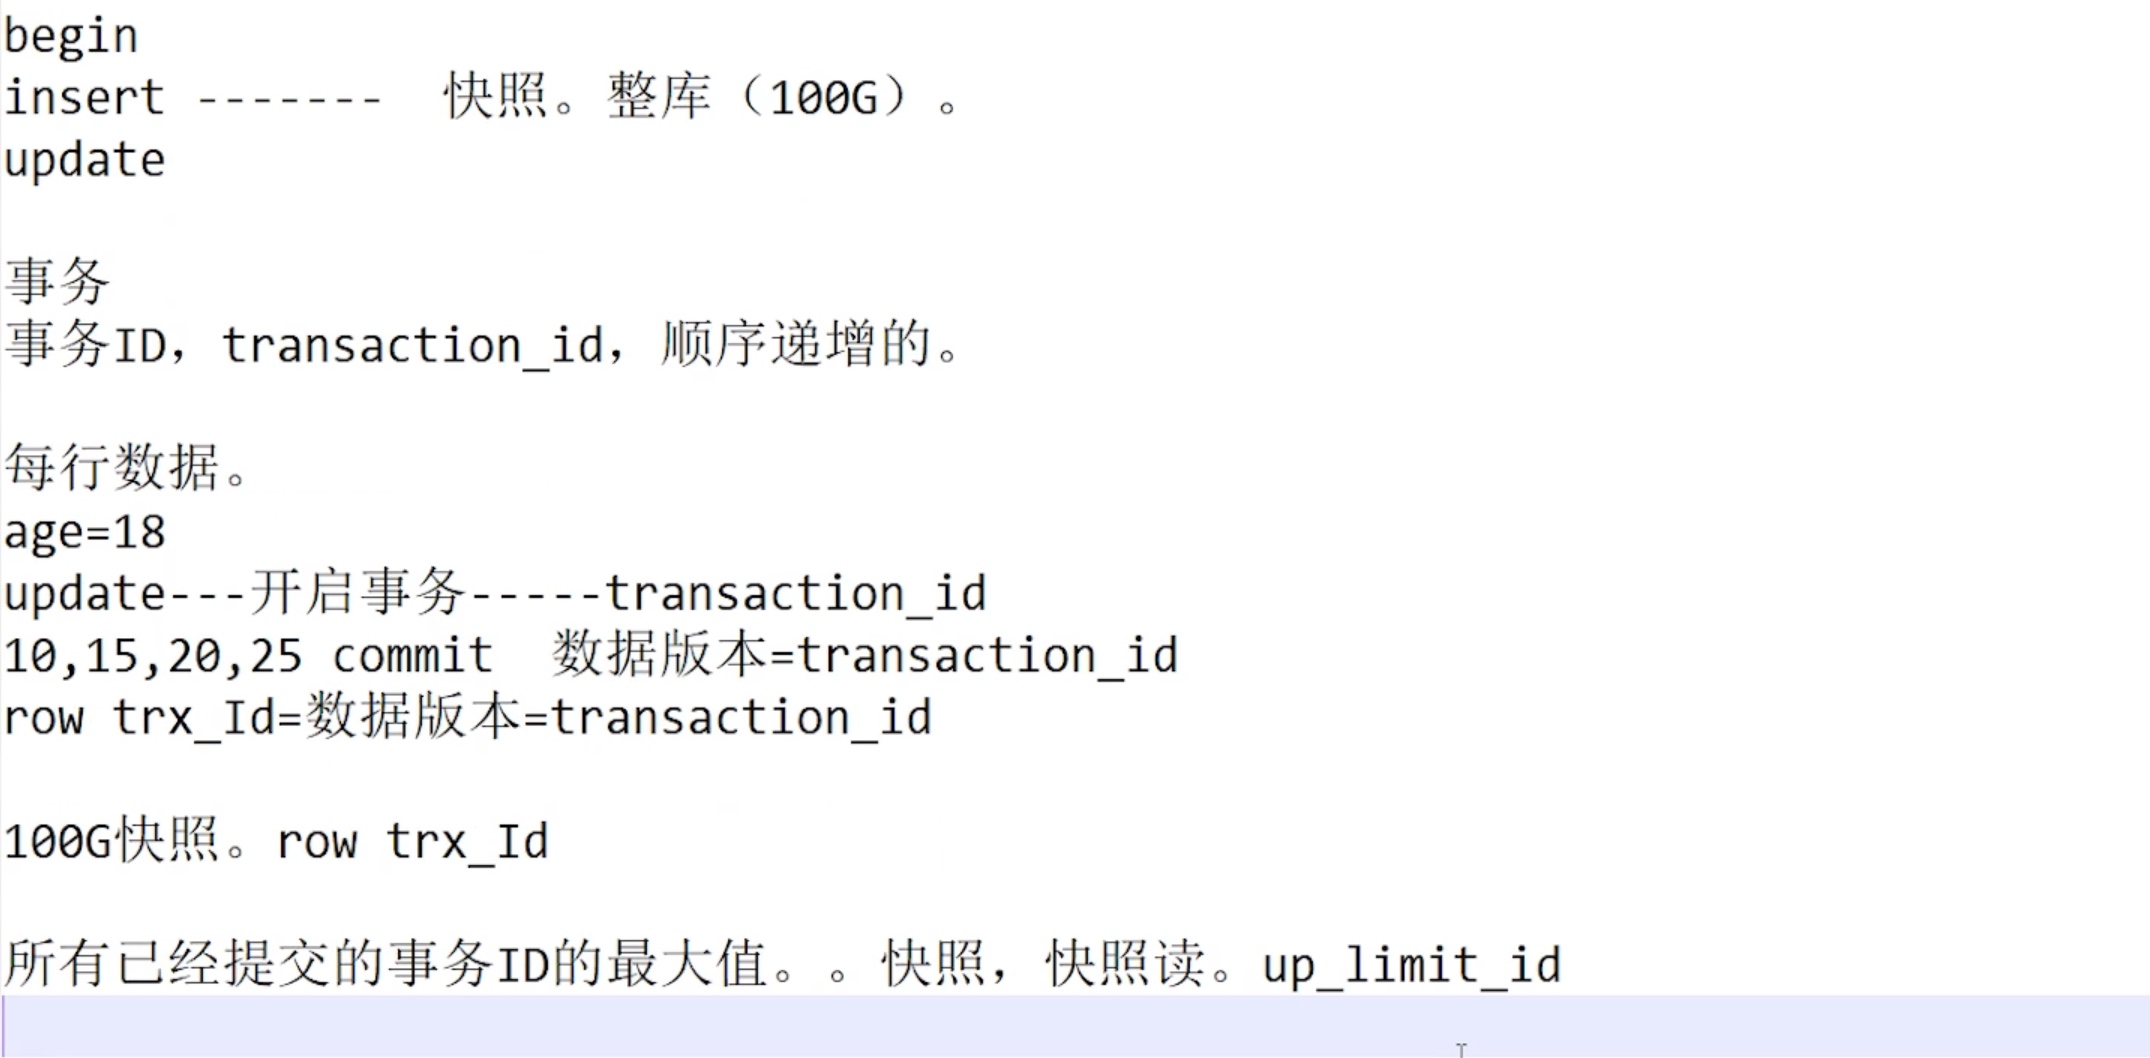 begin
insert -------  快照。整库（100G）。
update
事务
事务ID，transaction_id，顺序递增的。
每行数据。
age=18
update---开启事务-----transaction_id
10,15,20,25 commit  数据版本=transaction_id
row trx_Id=数据版本=transaction_id
100G快照。row trx_Id
所有已经提交的事务ID的最大值。。快照，快照读。up_limit_id